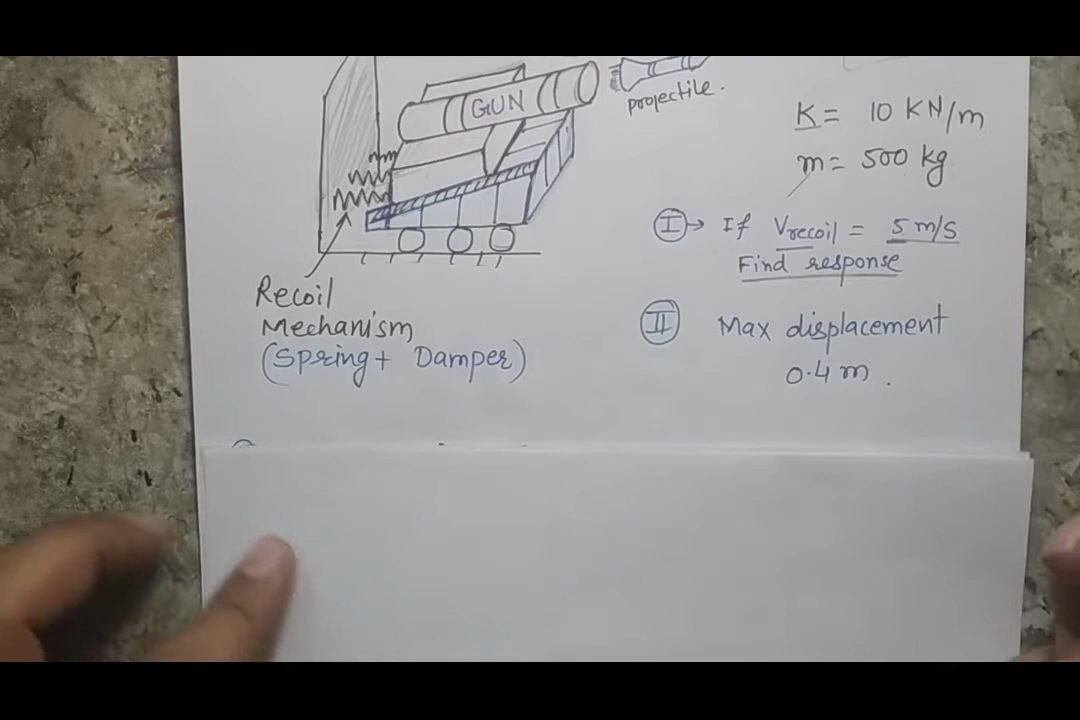 GUN
projectile.
K = 10 KN/m
m = 500 kg
I → If Vrecoil = 5 m/s
Find response
Recoil
Mechanism
(Spring + Damper)
II Max displacement
0.4 m.